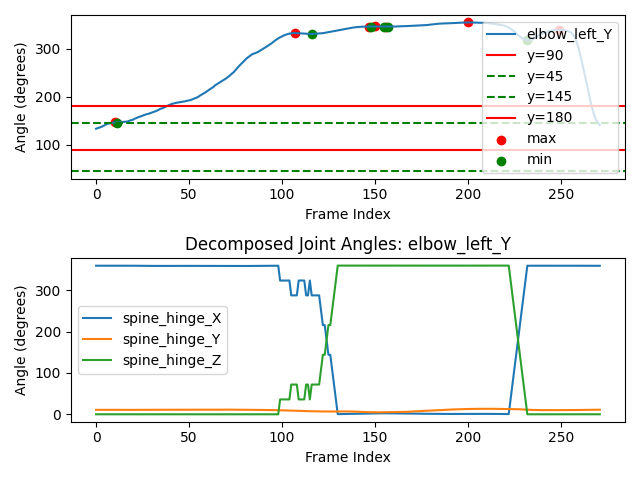 300
200
100
Angle (degrees)
0
50
100
150
200
250
Frame Index
elbow_left_Y
y=90
y=45
y=145
y=180
max
min
Decomposed Joint Angles: elbow_left_Y
300
200
100
0
Angle (degrees)
spine_hinge_X
spine_hinge_Y
spine_hinge_Z
0
50
100
150
200
250
Frame Index